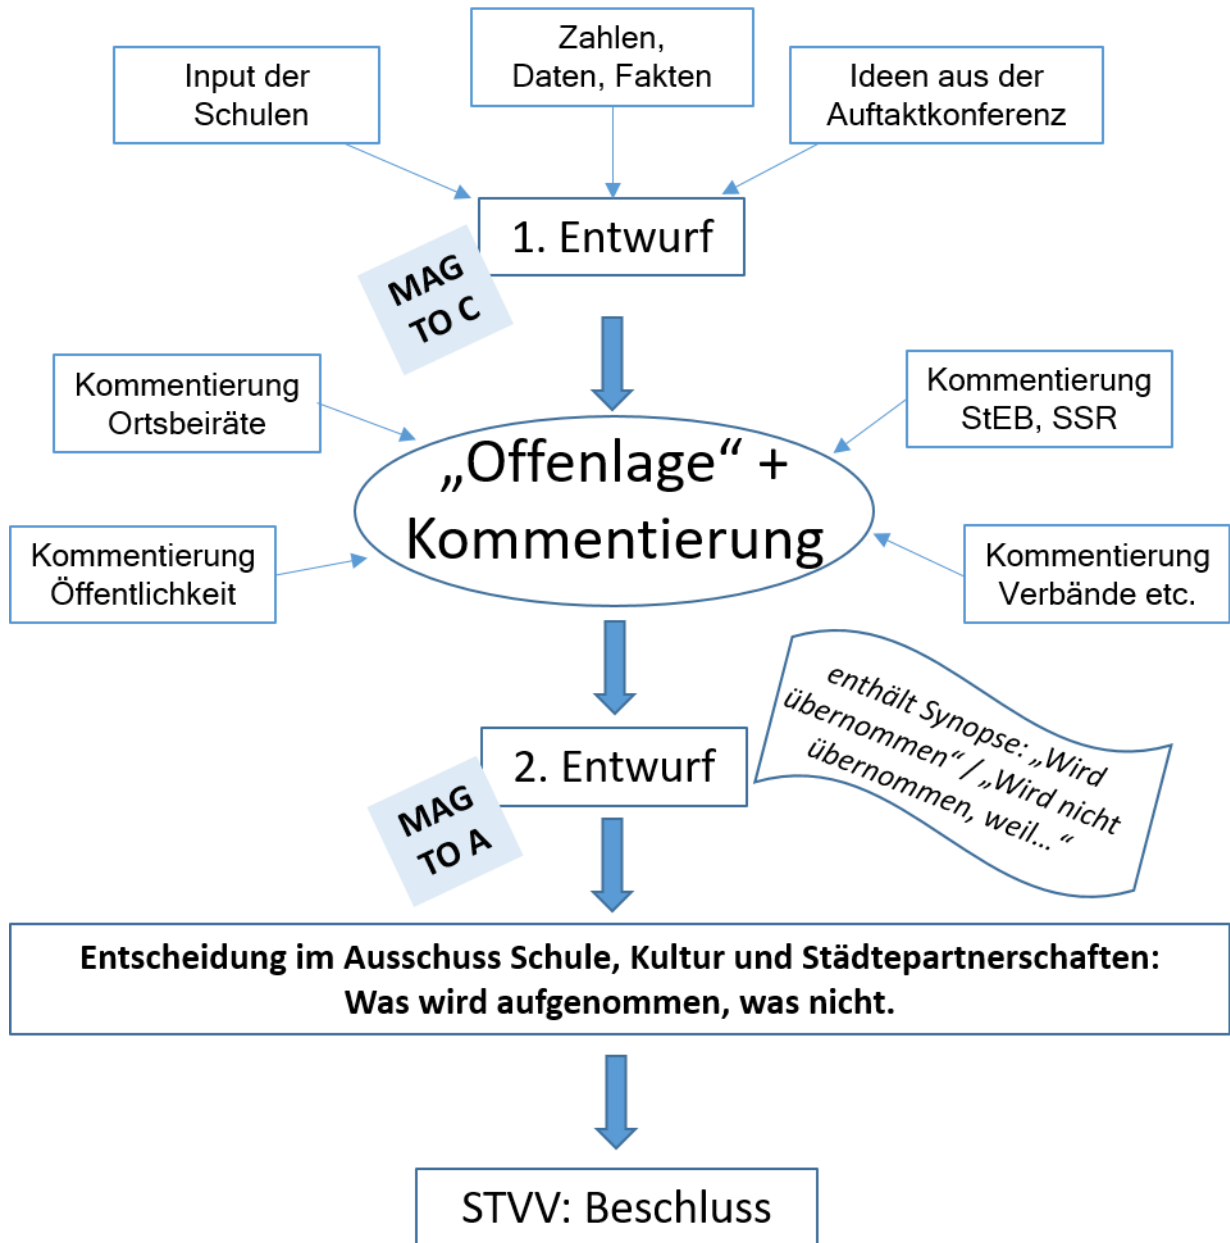 Input der
Schulen
Zahlen,
Daten, Fakten
Ideen aus der
Auftaktkonferenz
1. Entwurf
MAG
TO C
Kommentierung
Ortsbeiräte
Kommentierung
StEB, SSR
„Offenlage“ +
Kommentierung
Kommentierung
Öffentlichkeit
Kommentierung
Verbände etc.
2. Entwurf
enthält Synopse: „Wird
übernommen“ / „Wird nicht
übernommen, weil…“
MAG
TO A
Entscheidung im Ausschuss Schule, Kultur und Städtepartnerschaften:
Was wird aufgenommen, was nicht.
STVV: Beschluss